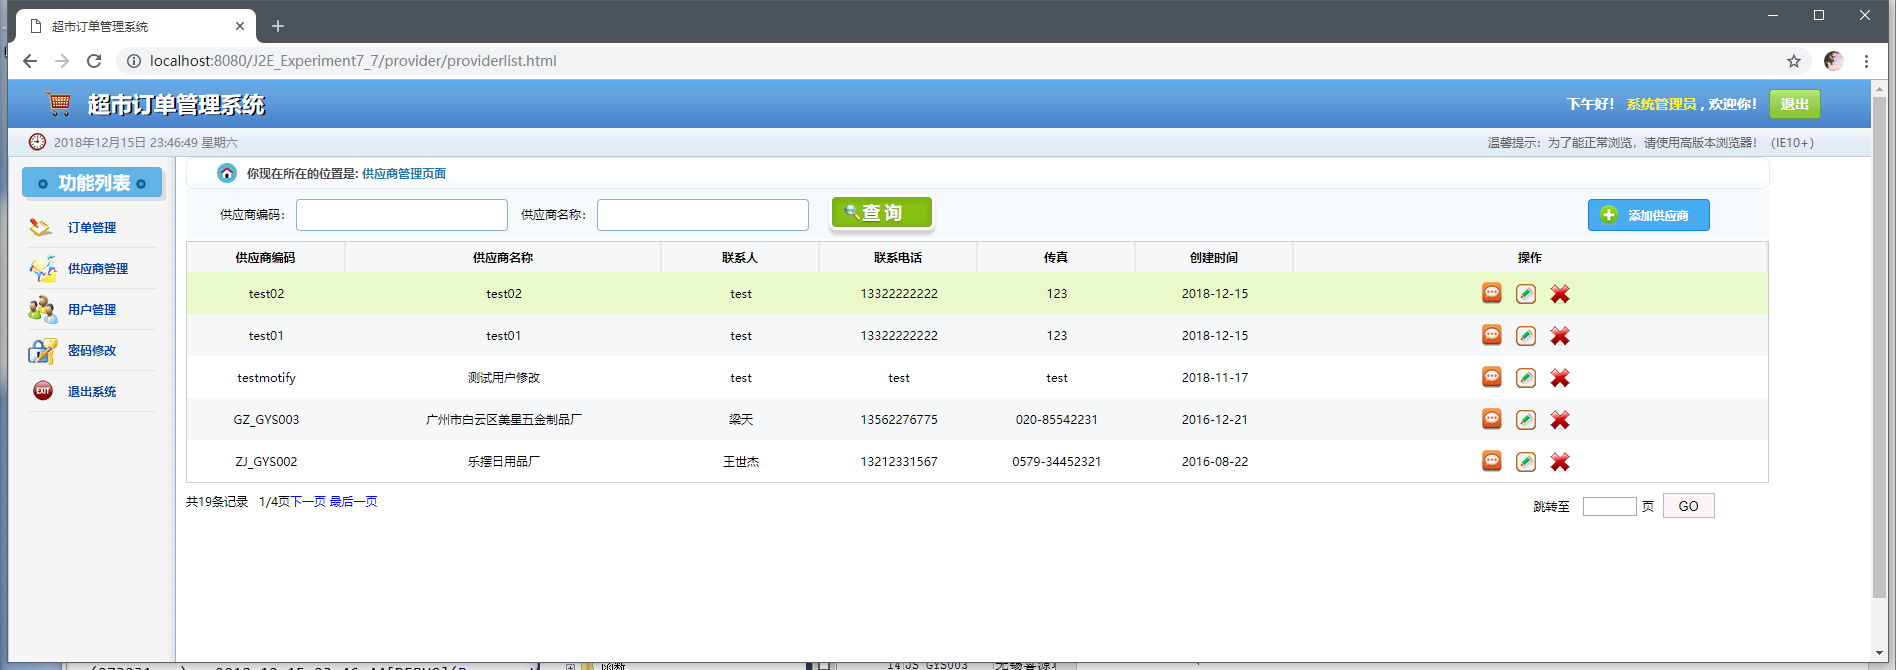 超市订单管理系统
localhost:8080/J2E_Experiment7_7/provider/providerlist.html
超市订单管理系统 下午好！ 系统管理员 , 欢迎你！ 退出
2018年12月15日 23:46:49 星期六 温馨提示：为了能正常浏览，请使用高版本浏览器！ (IE10+)
功能列表
订单管理
供应商管理
用户管理
密码修改
EXIT 退出系统
你现在所在的位置是: 供应商管理页面
供应商编码： 供应商名称： 查 询 添加供应商
供应商编码 供应商名称 联系人 联系电话 传真 创建时间 操作
test02 test02 test 13322222222 123 2018-12-15
test01 test01 test 13322222222 123 2018-12-15
testmotify 测试用户修改 test test test 2018-11-17
GZ_GYS003 广州市白云区美星五金制品厂 梁天 13562276775 020-85542231 2016-12-21
ZJ_GYS002 乐摆日用品厂 王世杰 13212331567 0579-34452321 2016-08-22
共19条记录 1/4页下一页 最后一页 跳转至 页 GO